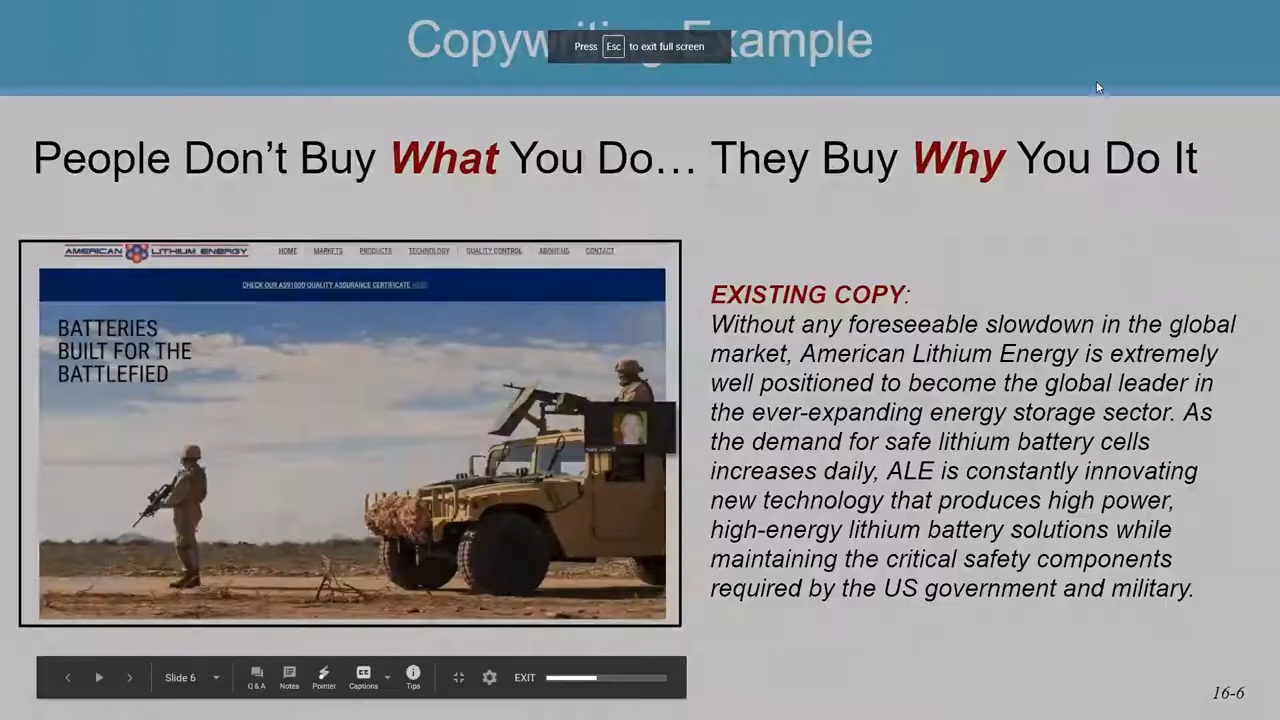 Copywriting Example
Press Esc to exit full screen
People Don't Buy What You Do... They Buy Why You Do It
AMERICAN LITHIUM ENERGY
HOME MARKETS PRODUCTS TECHNOLOGY QUALITY CONTROL ABOUT US CONTACT
CHECK OUR AS9100D QUALITY ASSURANCE CERTIFICATE HERE
BATTERIES
BUILT FOR THE
BATTLEFIED
EXISTING COPY:
Without any foreseeable slowdown in the global
market, American Lithium Energy is extremely
well positioned to become the global leader in
the ever-expanding energy storage sector. As
the demand for safe lithium battery cells
increases daily, ALE is constantly innovating
new technology that produces high power,
high-energy lithium battery solutions while
maintaining the critical safety components
required by the US government and military.
Slide 6
Q & A Notes Pointer Captions Tips
EXIT
16-6